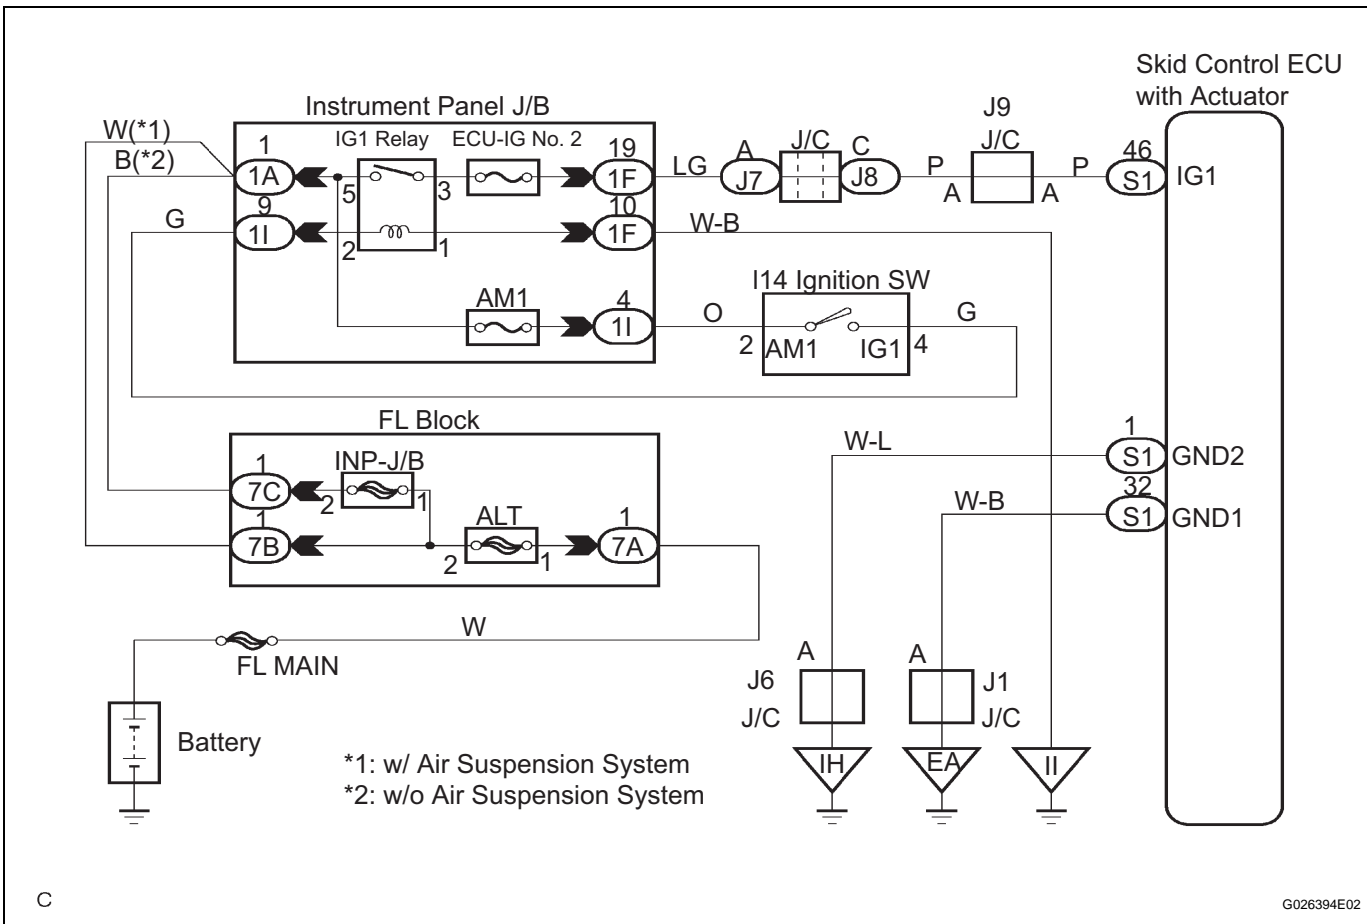 Skid Control ECU
with Actuator
Instrument Panel J/B
J9
J/C
W(*1)
B(*2)
1
IG1 Relay
ECU-IG No. 2
19
A
J/C
C
46
1A
5
3
1F
LG
J7
J8
P
A
A
P
S1
IG1
9
10
G
1I
2
1
1F
W-B
I14 Ignition SW
AM1
4
1I
O
2
AM1
IG1
4
G
FL Block
1
W-L
1
INP-J/B
S1
GND2
7C
2
1
32
1
ALT
1
W-B
S1
GND1
7B
2
1
7A
W
FL MAIN
A
A
J6
J1
J/C
J/C
Battery
IH
EA
II
*1: w/ Air Suspension System
*2: w/o Air Suspension System
C
G026394E02